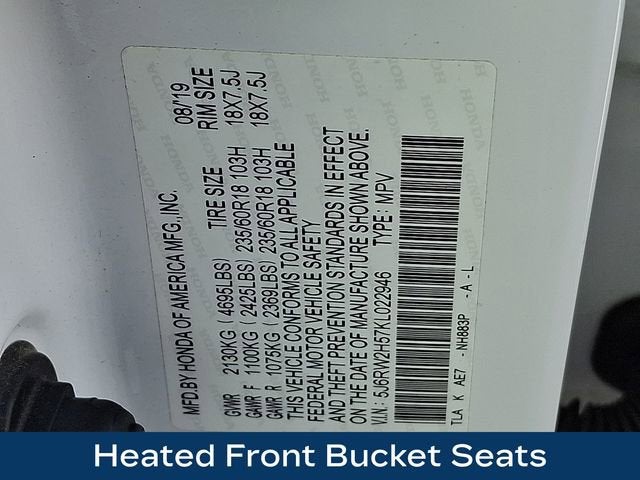 MFD.BY HONDA OF AMERICA MFG.,INC. 08/'19
TIRE SIZE RIM SIZE
GVWR 2130KG (4695LBS)
GAWR F 1100KG (2425LBS) 235/60R18 103H 18X7.5J
GAWR R 1075KG (2369LBS) 235/60R18 103H 18X7.5J
THIS VEHICLE CONFORMS TO ALL APPLICABLE
FEDERAL MOTOR VEHICLE SAFETY
AND THEFT PREVENTION STANDARDS IN EFFECT
ON THE DATE OF MANUFACTURE SHOWN ABOVE.
V.I.N: 5J6RW2H57KL022946 TYPE: MPV
TLA K AE7 -NH883P -A-L
Heated Front Bucket Seats